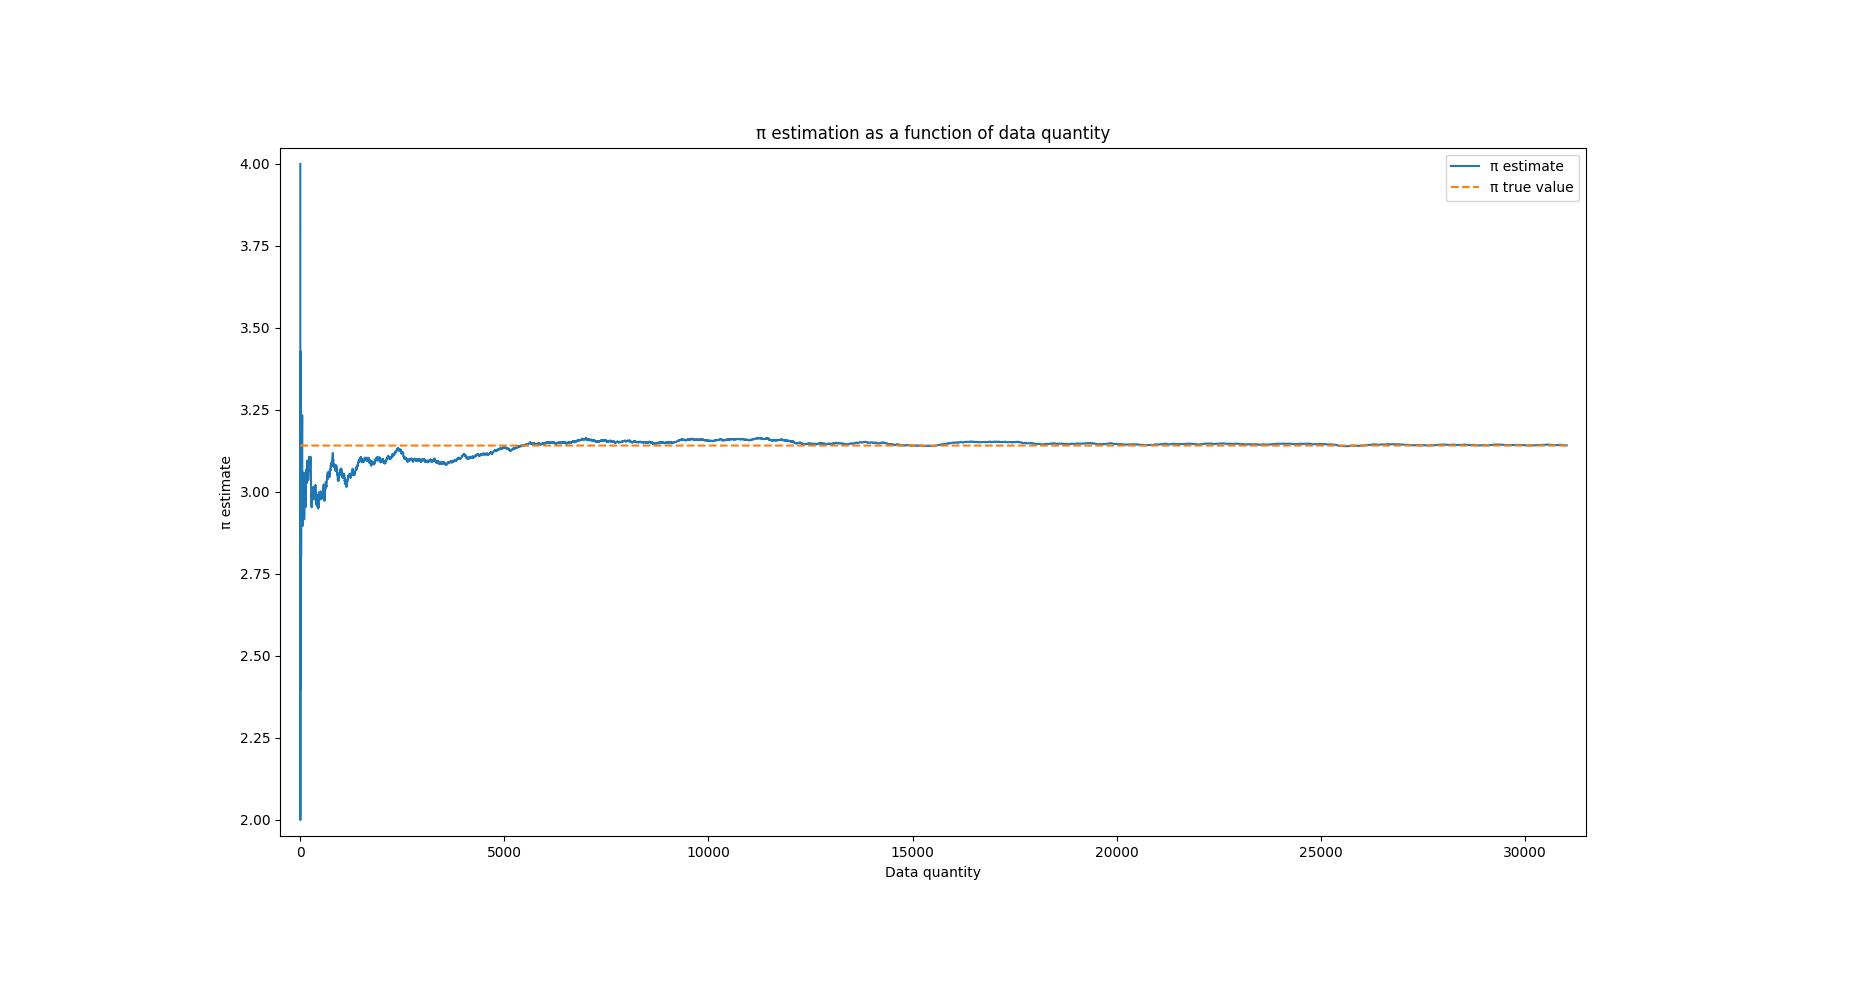 π estimation as a function of data quantity
π estimate
π true value
4.00
3.75
3.50
3.25
3.00
2.75
2.50
2.25
2.00
π estimate
0 5000 10000 15000 20000 25000 30000
Data quantity